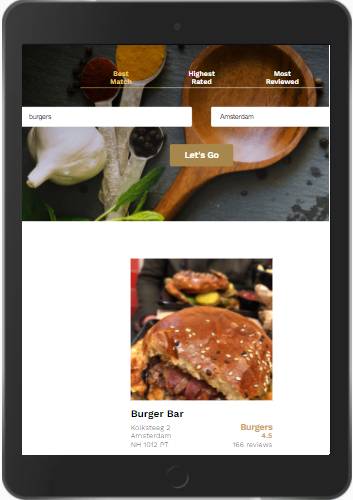 Best Highest Most
Match Rated Reviewed
burgers Amsterdam
Let's Go
Burger Bar
Kolksteeg 2 Burgers
Amsterdam 4.5
NH 1012 PT 166 reviews